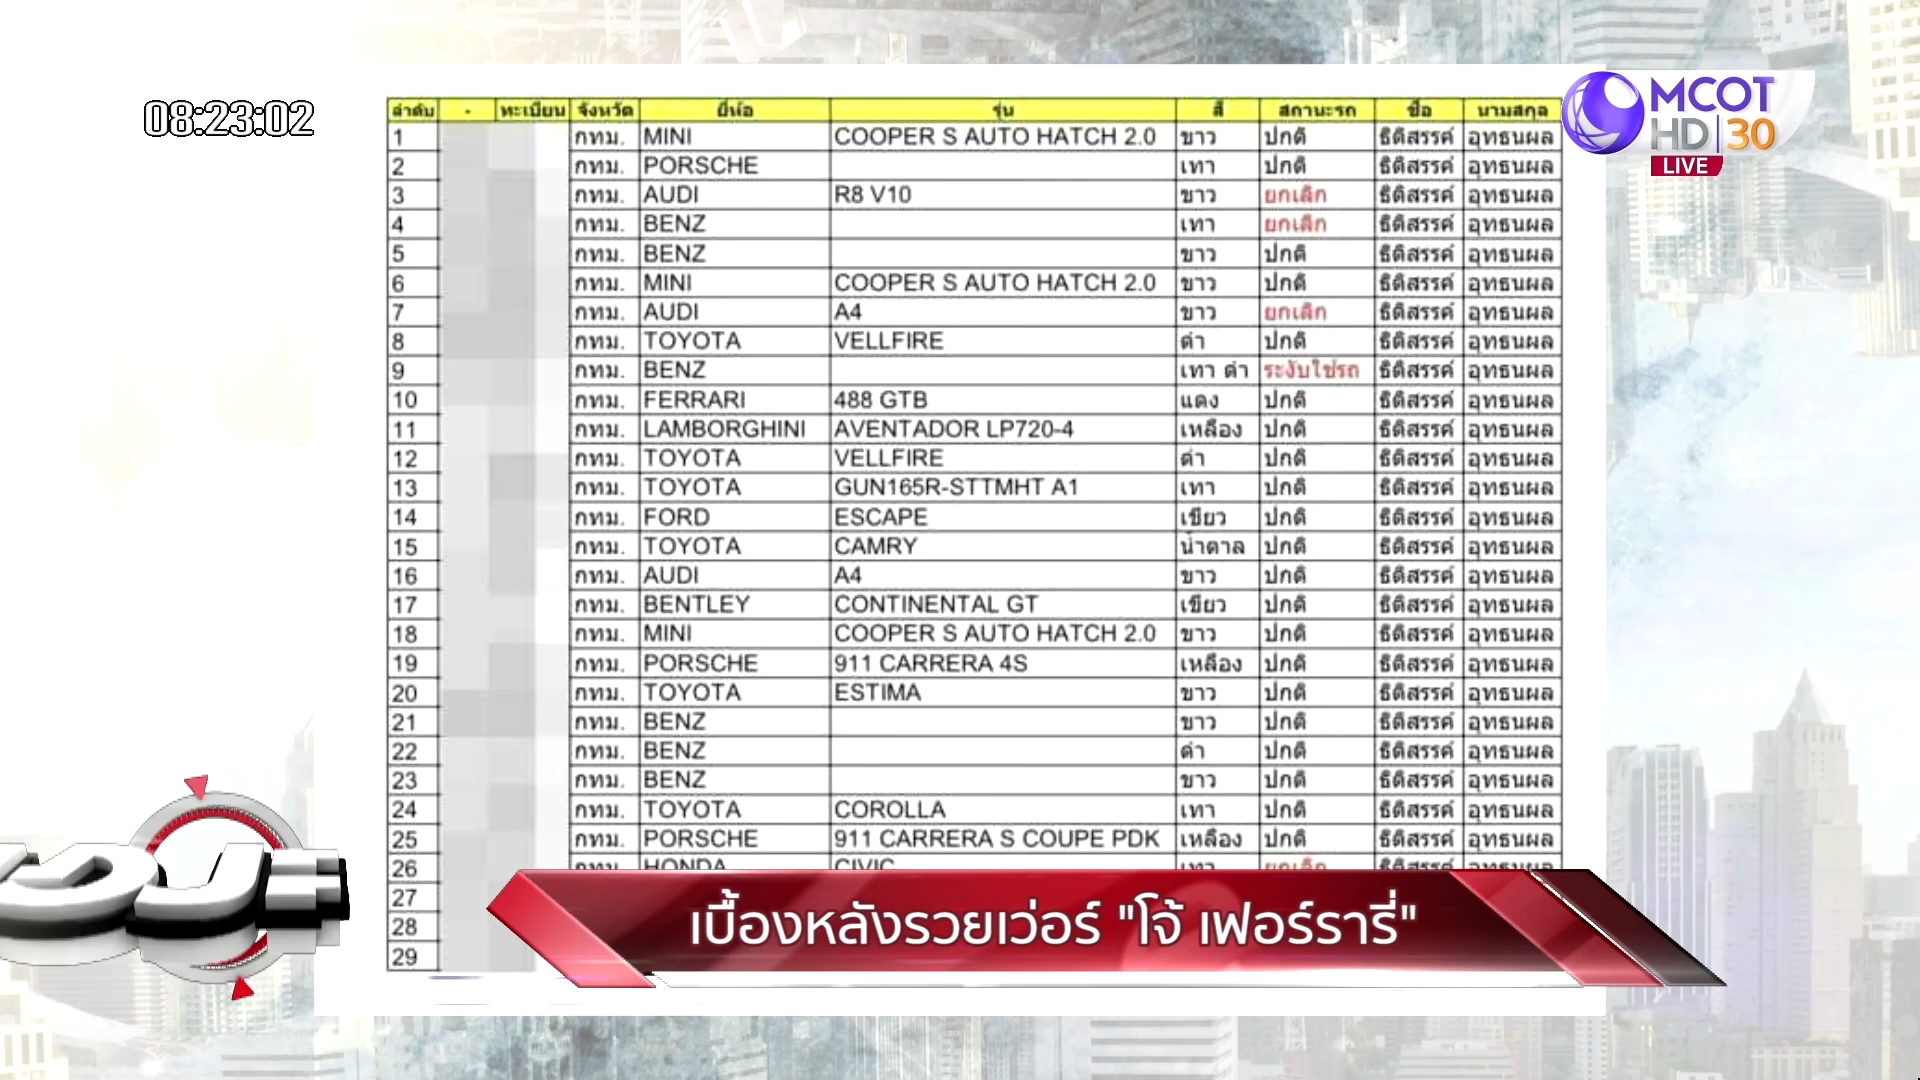 08:23:02
MCOT
HD 30
LIVE
ลำดับ - ทะเบียน จังหวัด ยี่ห้อ รุ่น สี สถานะรถ ชื่อ นามสกุล
1 กทม. MINI COOPER S AUTO HATCH 2.0 ขาว ปกติ ธิติสรรค์ อุทธนผล
2 กทม. PORSCHE เทา ปกติ ธิติสรรค์ อุทธนผล
3 กทม. AUDI R8 V10 ขาว ยกเลิก ธิติสรรค์ อุทธนผล
4 กทม. BENZ เทา ยกเลิก ธิติสรรค์ อุทธนผล
5 กทม. BENZ ขาว ปกติ ธิติสรรค์ อุทธนผล
6 กทม. MINI COOPER S AUTO HATCH 2.0 ขาว ปกติ ธิติสรรค์ อุทธนผล
7 กทม. AUDI A4 ขาว ยกเลิก ธิติสรรค์ อุทธนผล
8 กทม. TOYOTA VELLFIRE ดำ ปกติ ธิติสรรค์ อุทธนผล
9 กทม. BENZ เทา ดำ ระงับใช้รถ ธิติสรรค์ อุทธนผล
10 กทม. FERRARI 488 GTB แดง ปกติ ธิติสรรค์ อุทธนผล
11 กทม. LAMBORGHINI AVENTADOR LP720-4 เหลือง ปกติ ธิติสรรค์ อุทธนผล
12 กทม. TOYOTA VELLFIRE ดำ ปกติ ธิติสรรค์ อุทธนผล
13 กทม. TOYOTA GUN165R-STTMHT A1 เทา ปกติ ธิติสรรค์ อุทธนผล
14 กทม. FORD ESCAPE เขียว ปกติ ธิติสรรค์ อุทธนผล
15 กทม. TOYOTA CAMRY น้ำตาล ปกติ ธิติสรรค์ อุทธนผล
16 กทม. AUDI A4 ขาว ปกติ ธิติสรรค์ อุทธนผล
17 กทม. BENTLEY CONTINENTAL GT เขียว ปกติ ธิติสรรค์ อุทธนผล
18 กทม. MINI COOPER S AUTO HATCH 2.0 ขาว ปกติ ธิติสรรค์ อุทธนผล
19 กทม. PORSCHE 911 CARRERA 4S เหลือง ปกติ ธิติสรรค์ อุทธนผล
20 กทม. TOYOTA ESTIMA ขาว ปกติ ธิติสรรค์ อุทธนผล
21 กทม. BENZ ขาว ปกติ ธิติสรรค์ อุทธนผล
22 กทม. BENZ ดำ ปกติ ธิติสรรค์ อุทธนผล
23 กทม. BENZ ขาว ปกติ ธิติสรรค์ อุทธนผล
24 กทม. TOYOTA COROLLA เทา ปกติ ธิติสรรค์ อุทธนผล
25 กทม. PORSCHE 911 CARRERA S COUPE PDK เหลือง ปกติ ธิติสรรค์ อุทธนผล
26 กทม. HONDA CIVIC เทา ยกเลิก ธิติสรรค์ อุทธนผล
27
28
29
เบื้องหลังรวยเว่อร์ "โจ้ เฟอร์รารี่"